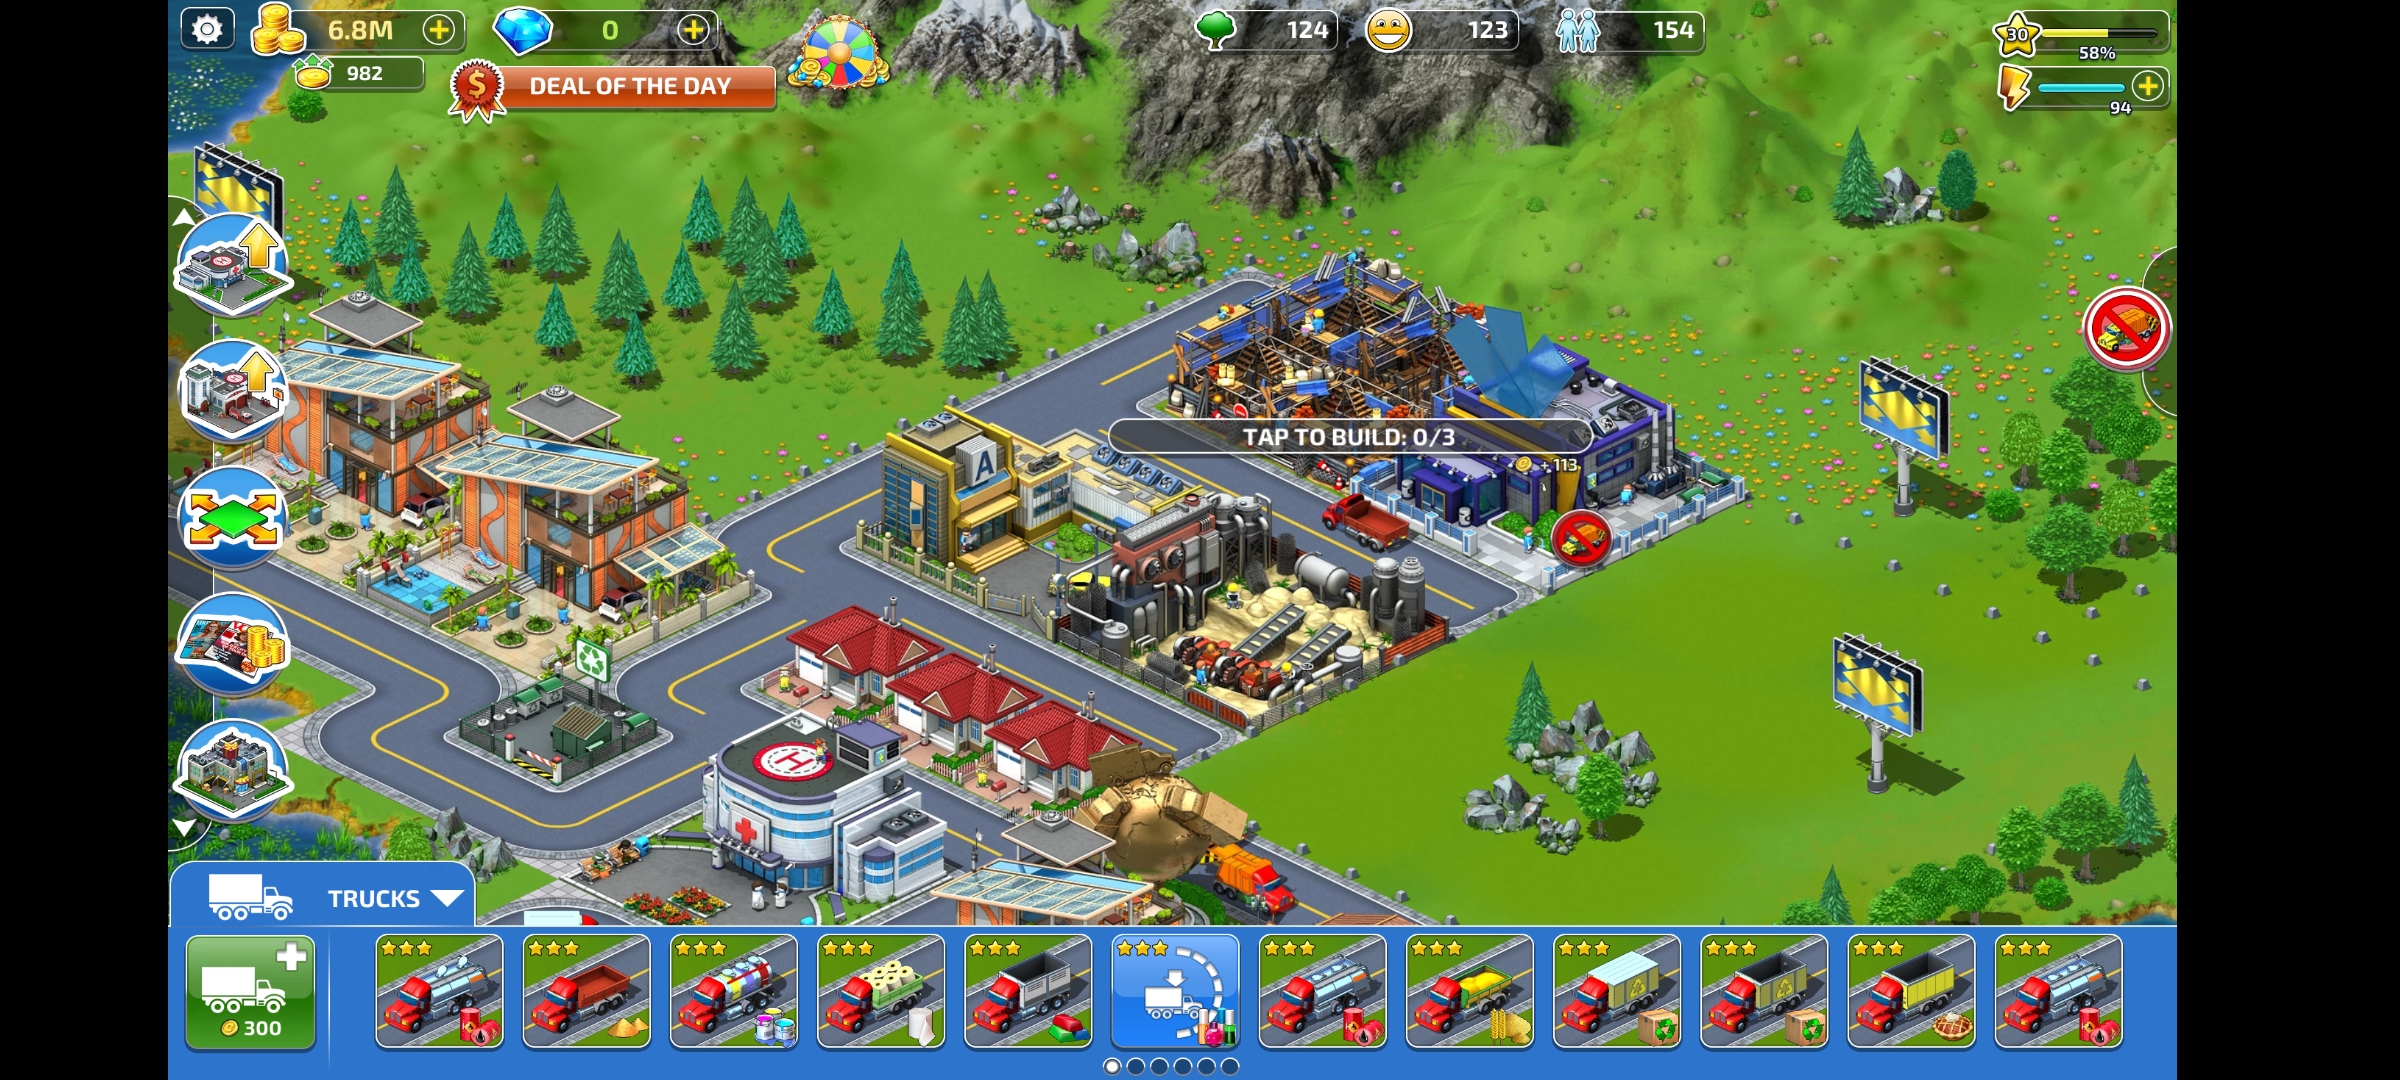 6.8M
0
124
123
154
30
58%
982
DEAL OF THE DAY
94
A
TAP TO BUILD: 0/3
+113
H
TRUCKS
300